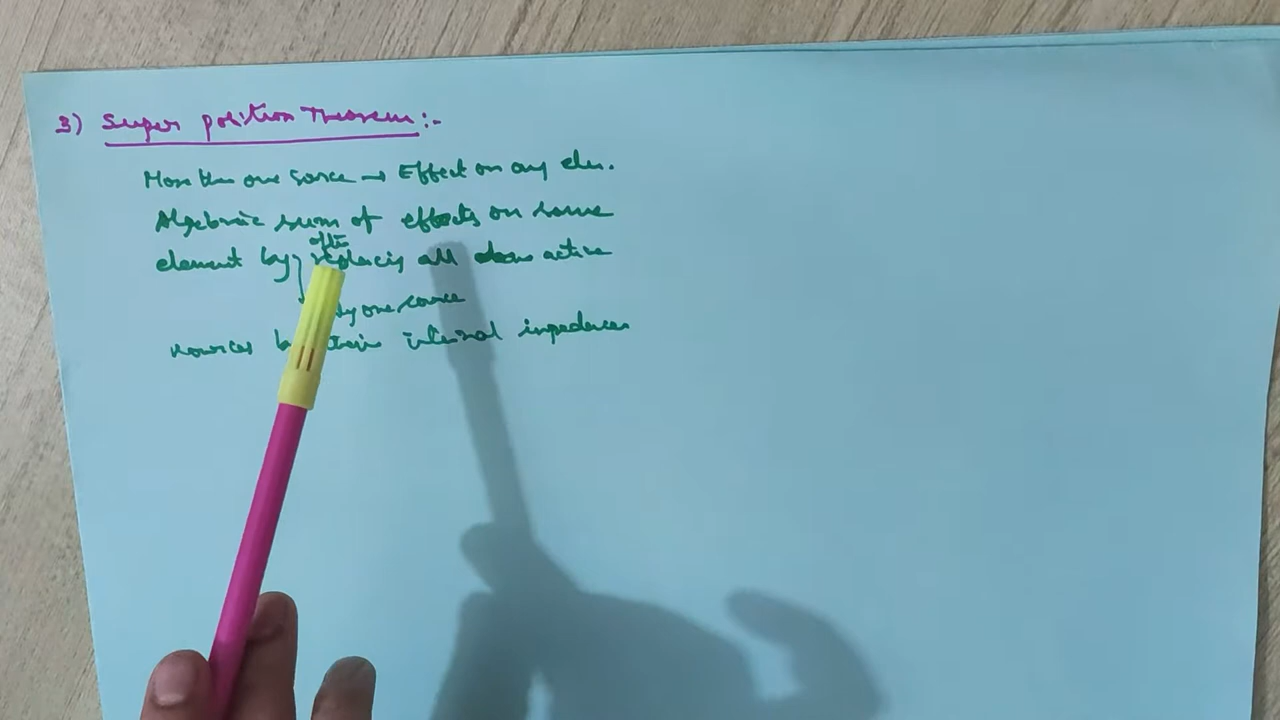 3) Super position Theorem :-
More than one source → Effect on any ele.
Algebraic sum of effects on same
element by replacing all active
one source
sources by their internal impedances